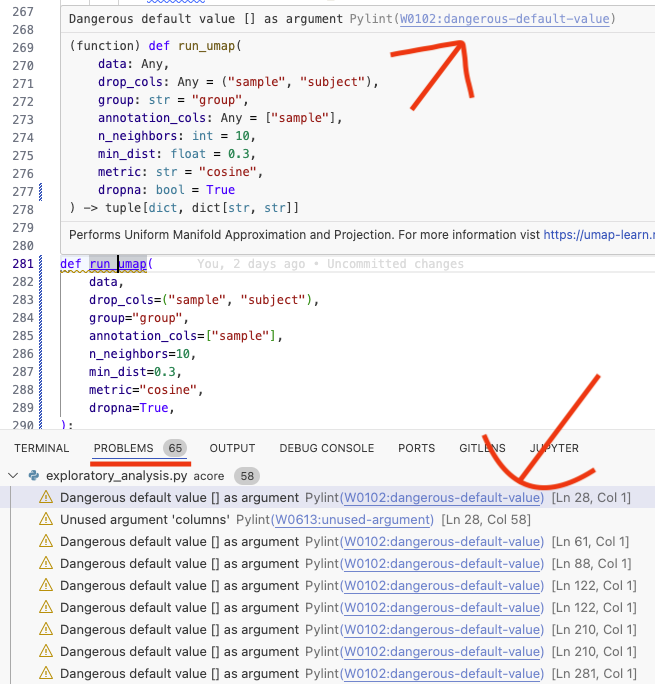 267
Dangerous default value [] as argument Pylint(W0102:dangerous-default-value)
268
269 (function) def run_umap(
270 data: Any,
271 drop_cols: Any = ("sample", "subject"),
272 group: str = "group",
273 annotation_cols: Any = ["sample"],
274 n_neighbors: int = 10,
275 min_dist: float = 0.3,
276 metric: str = "cosine",
277 dropna: bool = True
278 ) -> tuple[dict, dict[str, str]]
279
Performs Uniform Manifold Approximation and Projection. For more information vist https://umap-learn.r
280
281 def run_umap( You, 2 days ago • Uncommitted changes
282 data,
283 drop_cols=("sample", "subject"),
284 group="group",
285 annotation_cols=["sample"],
286 n_neighbors=10,
287 min_dist=0.3,
288 metric="cosine",
289 dropna=True,
290 ):
TERMINAL PROBLEMS 65 OUTPUT DEBUG CONSOLE PORTS GITLENS JUPYTER
exploratory_analysis.py acore 58
Dangerous default value [] as argument Pylint(W0102:dangerous-default-value) [Ln 28, Col 1]
Unused argument 'columns' Pylint(W0613:unused-argument) [Ln 28, Col 58]
Dangerous default value [] as argument Pylint(W0102:dangerous-default-value) [Ln 61, Col 1]
Dangerous default value [] as argument Pylint(W0102:dangerous-default-value) [Ln 88, Col 1]
Dangerous default value [] as argument Pylint(W0102:dangerous-default-value) [Ln 122, Col 1]
Dangerous default value [] as argument Pylint(W0102:dangerous-default-value) [Ln 122, Col 1]
Dangerous default value [] as argument Pylint(W0102:dangerous-default-value) [Ln 210, Col 1]
Dangerous default value [] as argument Pylint(W0102:dangerous-default-value) [Ln 210, Col 1]
Dangerous default value [] as argument Pylint(W0102:dangerous-default-value) [Ln 281, Col 1]